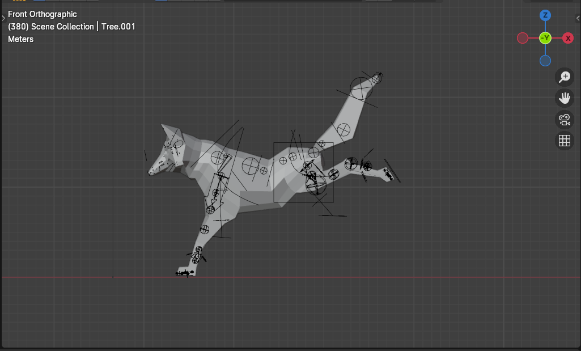 Front Orthographic
(380) Scene Collection | Tree.001
Meters
Z
-Y
X